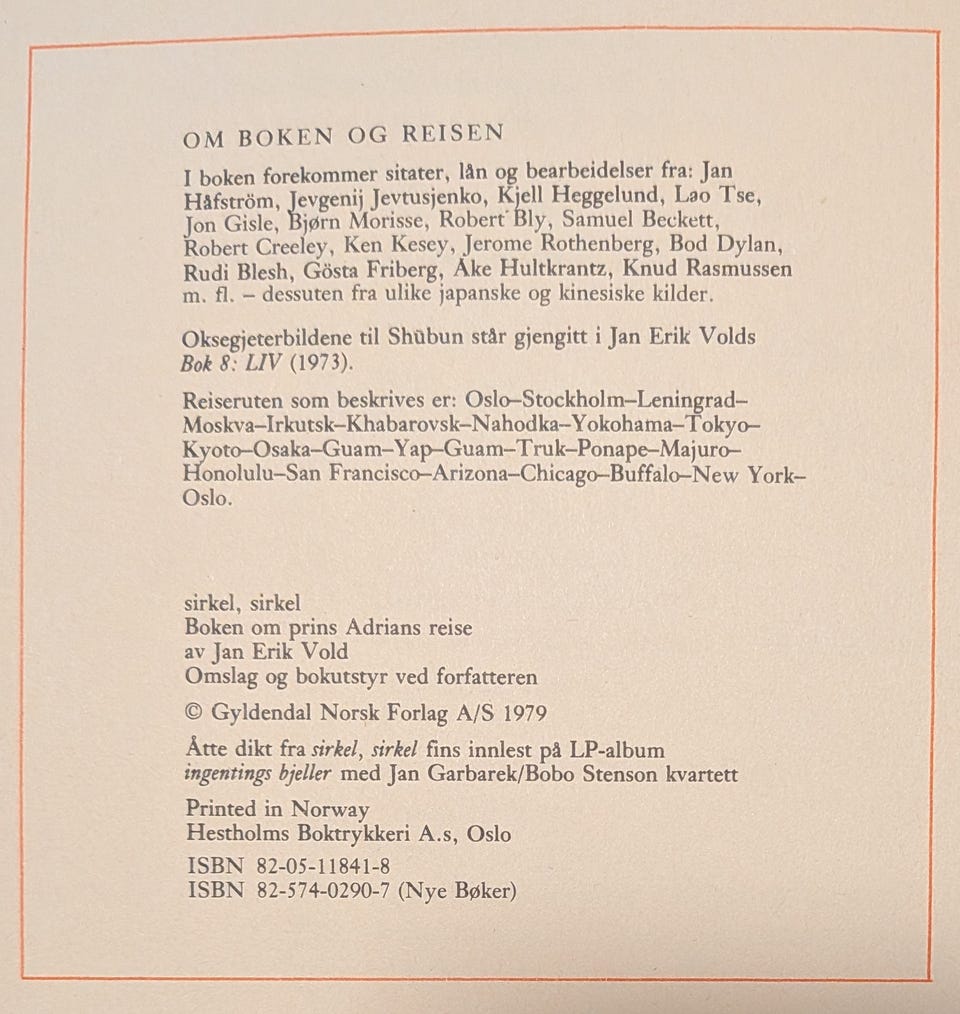 OM BOKEN OG REISEN
I boken forekommer sitater, lån og bearbeidelser fra: Jan
Håfström, Jevgenij Jevtusjenko, Kjell Heggelund, Lao Tse,
Jon Gisle, Bjørn Morisse, Robert Bly, Samuel Beckett,
Robert Creeley, Ken Kesey, Jerome Rothenberg, Bod Dylan,
Rudi Blesh, Gösta Friberg, Åke Hultkrantz, Knud Rasmussen
m. fl. – dessuten fra ulike japanske og kinesiske kilder.
Oksegjeterbildene til Shūbun står gjengitt i Jan Erik Volds
Bok 8: LIV (1973).
Reiseruten som beskrives er: Oslo–Stockholm–Leningrad–
Moskva–Irkutsk–Khabarovsk–Nahodka–Yokohama–Tokyo–
Kyoto–Osaka–Guam–Yap–Guam–Truk–Ponape–Majuro–
Honolulu–San Francisco–Arizona–Chicago–Buffalo–New York–
Oslo.
sirkel, sirkel
Boken om prins Adrians reise
av Jan Erik Vold
Omslag og bokutstyr ved forfatteren
© Gyldendal Norsk Forlag A/S 1979
Åtte dikt fra sirkel, sirkel fins innlest på LP-album
ingentings bjeller med Jan Garbarek/Bobo Stenson kvartett
Printed in Norway
Hestholms Boktrykkeri A.s, Oslo
ISBN 82-05-11841-8
ISBN 82-574-0290-7 (Nye Bøker)